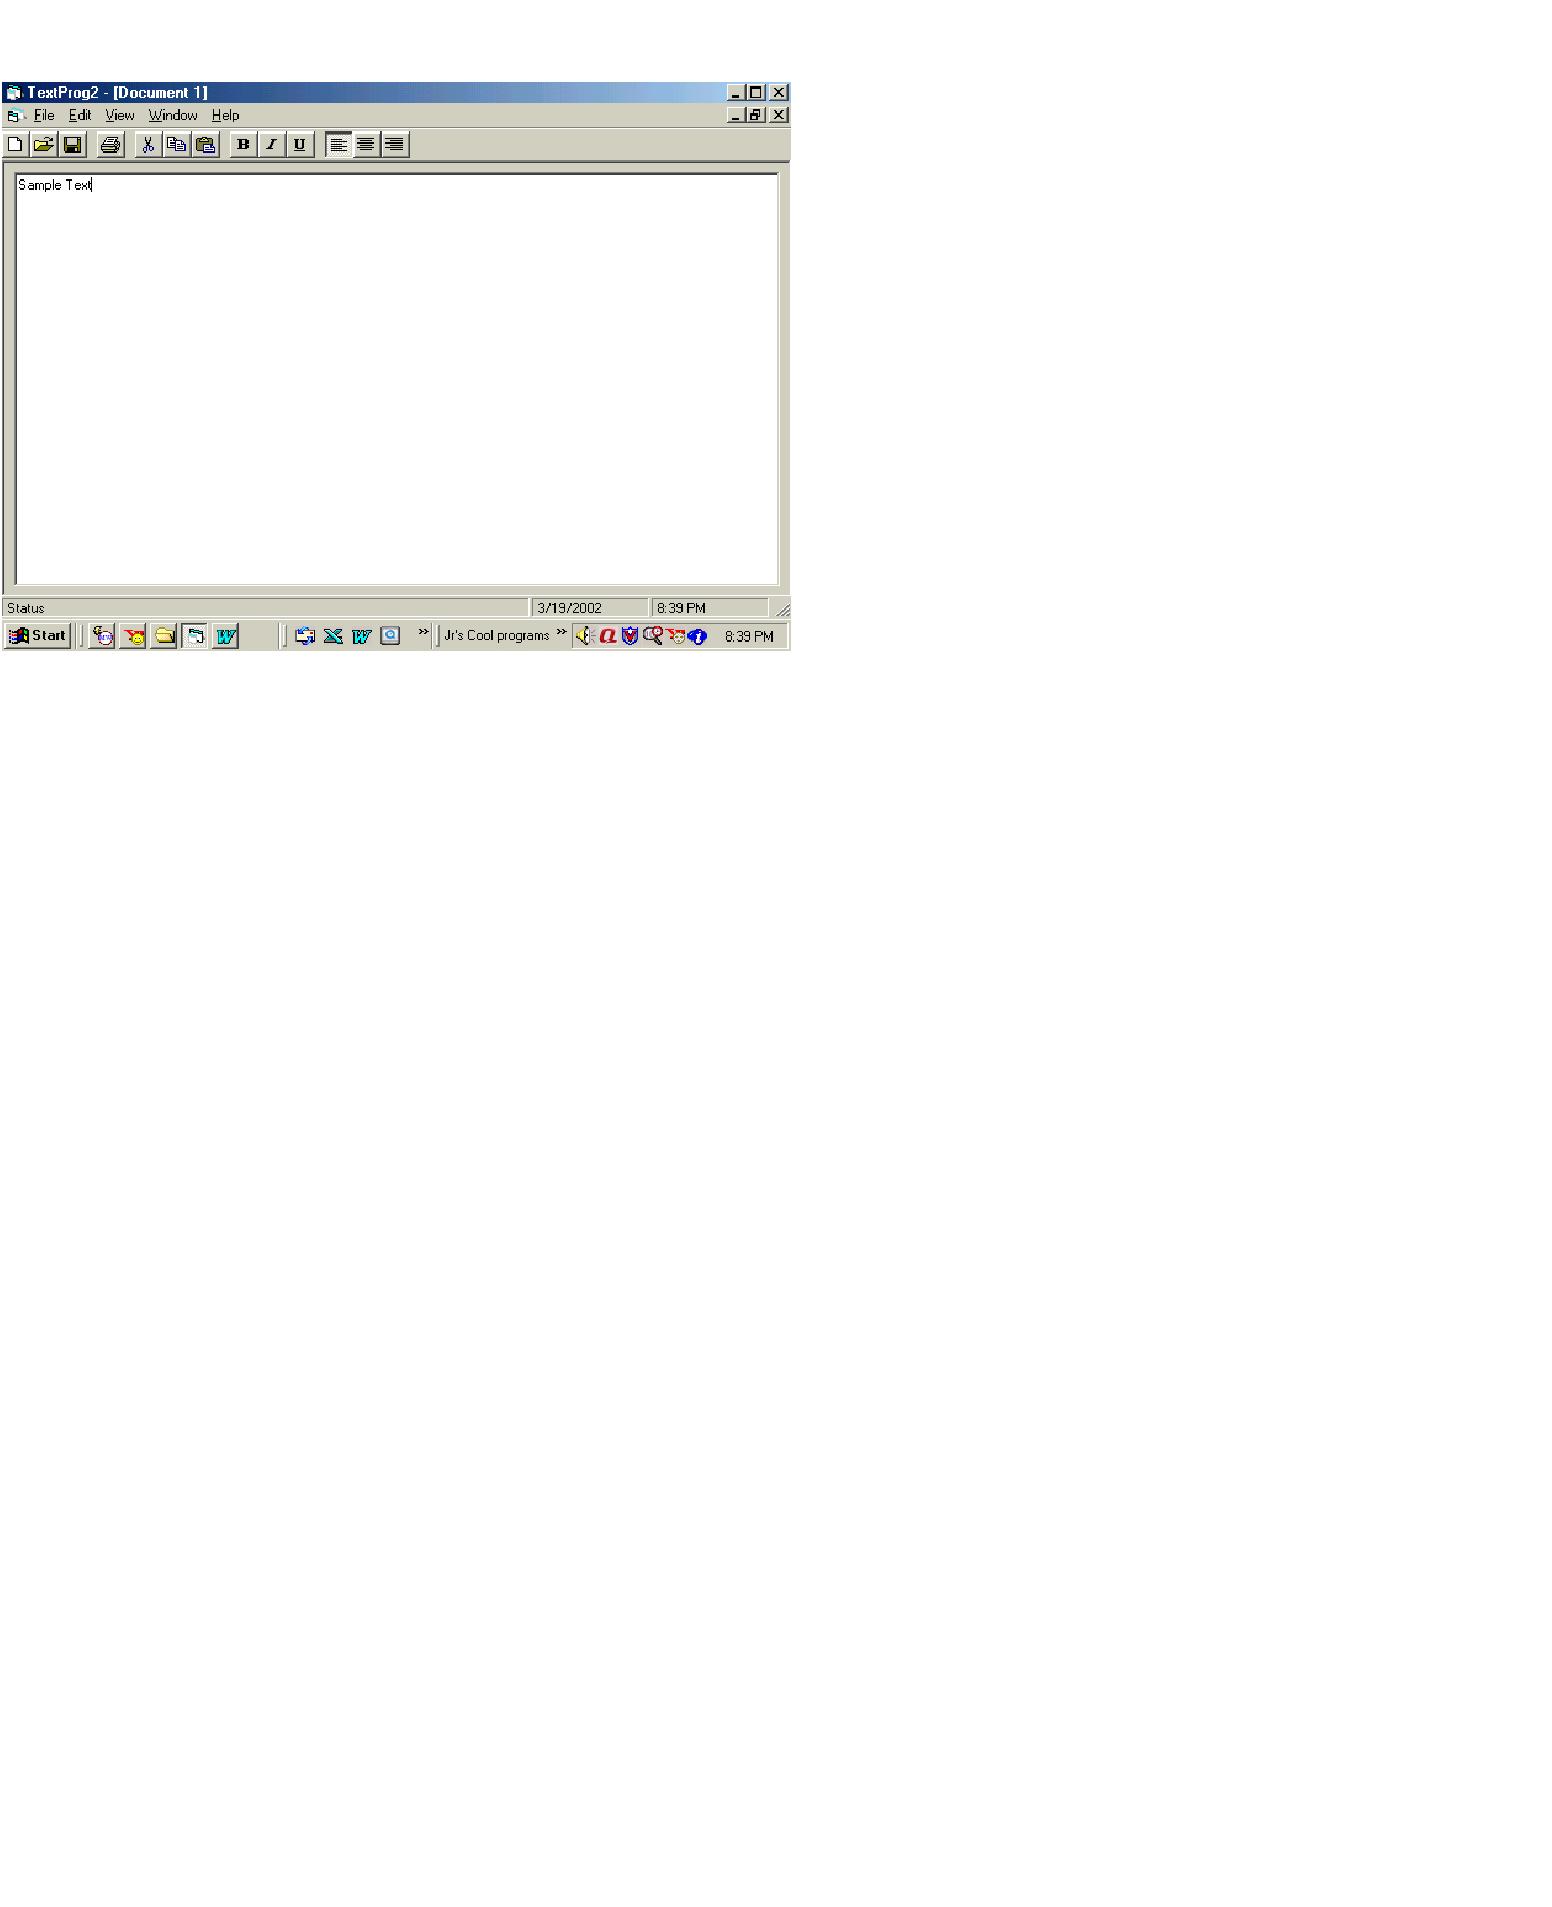 TextProg2 - [Document 1]
File Edit View Window Help
B I U
Sample Text
Status 3/19/2002 8:39 PM
Start Jr's Cool programs 8:39 PM